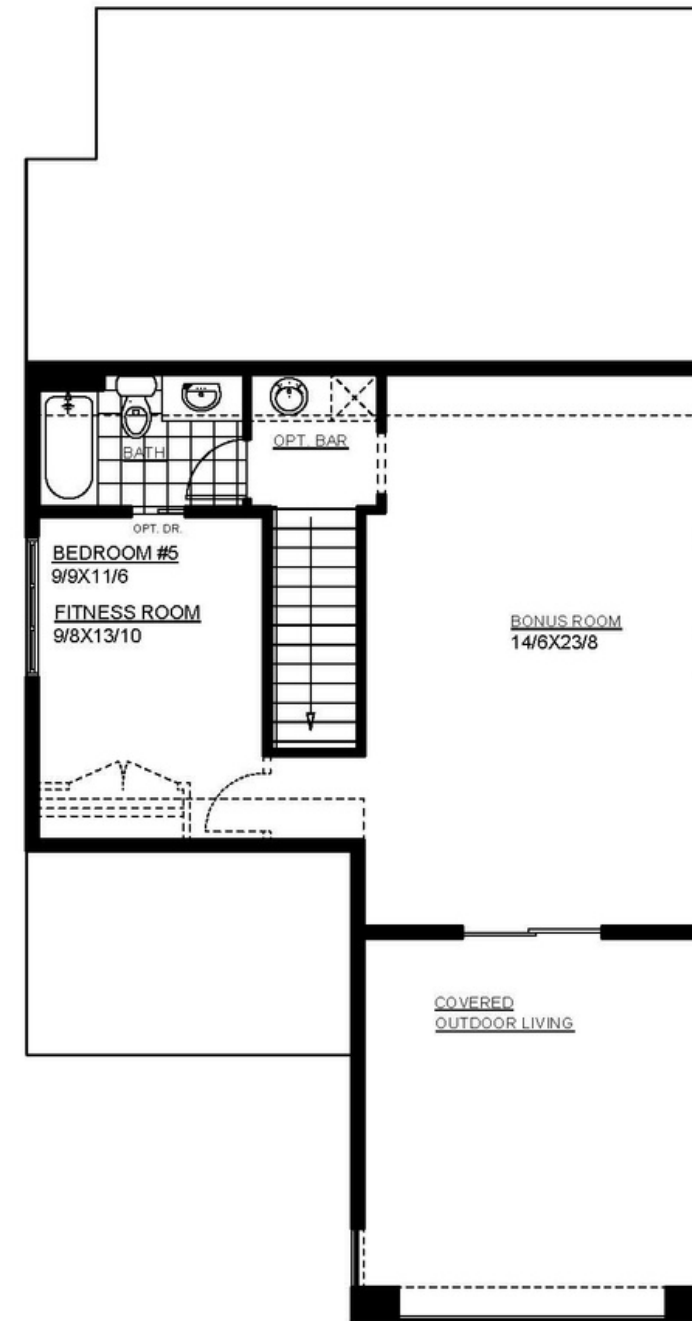 OPT. BAR
BATH
OPT. DR.
BEDROOM #5
9/9X11/6
FITNESS ROOM
9/8X13/10
BONUS ROOM
14/6X23/8
COVERED
OUTDOOR LIVING